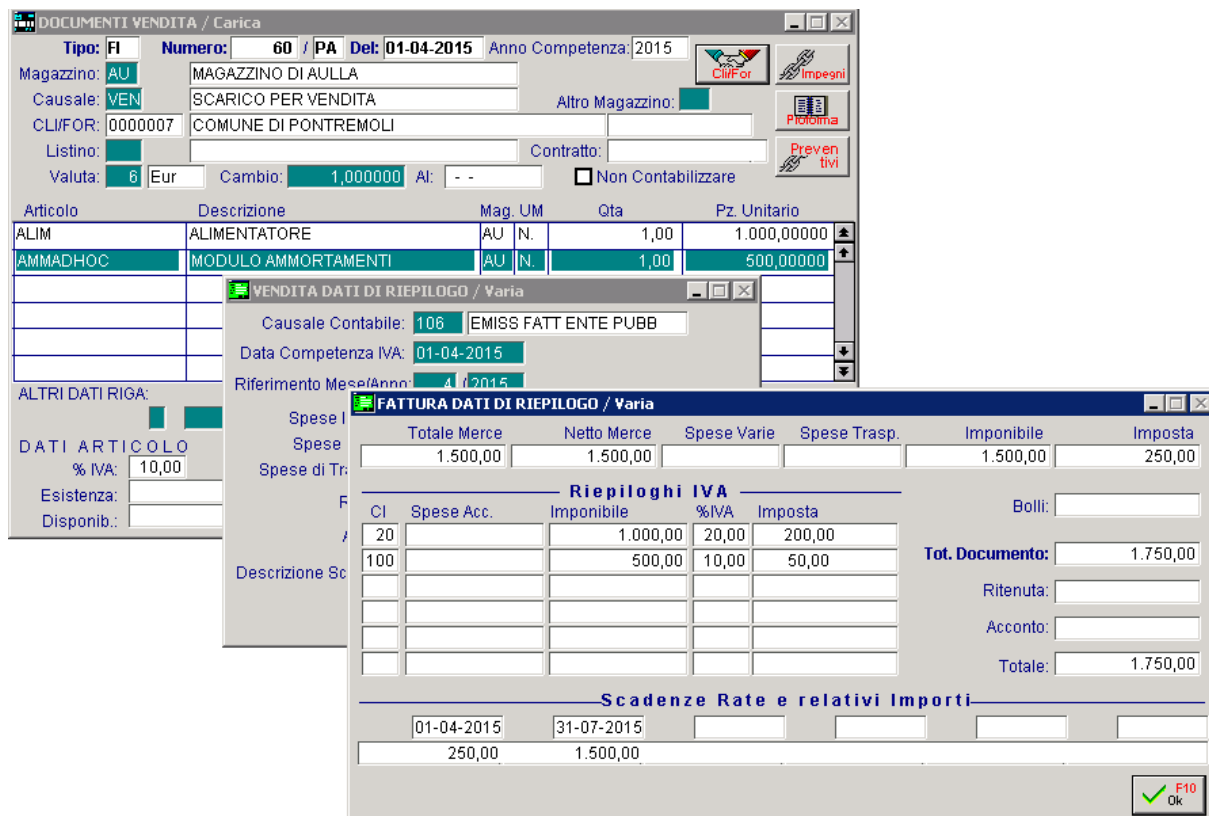 DOCUMENTI VENDITA / Carica
Tipo: FI Numero: 60 / PA Del: 01-04-2015 Anno Competenza: 2015
Cli/For
Impegni
Magazzino: AU MAGAZZINO DI AULLA
Causale: VEN SCARICO PER VENDITA Altro Magazzino:
Proforma
CLI/FOR: 0000007 COMUNE DI PONTREMOLI
Listino: Contratto:
Preven
tivi
Valuta: 6 Eur Cambio: 1,000000 Al: - - Non Contabilizzare
Articolo Descrizione Mag. UM Qta Pz. Unitario
ALIM ALIMENTATORE AU N. 1,00 1.000,00000
AMMADHOC MODULO AMMORTAMENTI AU N. 1,00 500,00000
ALTRI DATI RIGA:
DATI ARTICOLO
% IVA: 10,00
Esistenza:
Disponib.:
VENDITA DATI DI RIEPILOGO / Varia
Causale Contabile: 106 EMISS FATT ENTE PUBB
Data Competenza IVA: 01-04-2015
Riferimento Mese/Anno: 4 / 2015
Spese I
Spese
Spese di Tr
Descrizione Sc
FATTURA DATI DI RIEPILOGO / Varia
Totale Merce Netto Merce Spese Varie Spese Trasp. Imponibile Imposta
1.500,00 1.500,00 1.500,00 250,00
Riepiloghi IVA
CI Spese Acc. Imponibile %IVA Imposta
20 1.000,00 20,00 200,00
100 500,00 10,00 50,00
Bolli:
Tot. Documento: 1.750,00
Ritenuta:
Acconto:
Totale: 1.750,00
Scadenze Rate e relativi Importi
01-04-2015 31-07-2015
250,00 1.500,00
F10
Ok